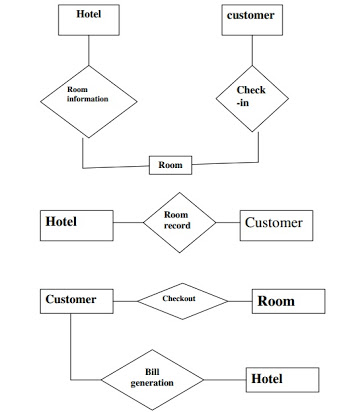 Hotel
customer
Room
information
Check
-in
Room
Hotel
Room
record
Customer
Customer
Checkout
Room
Bill
generation
Hotel